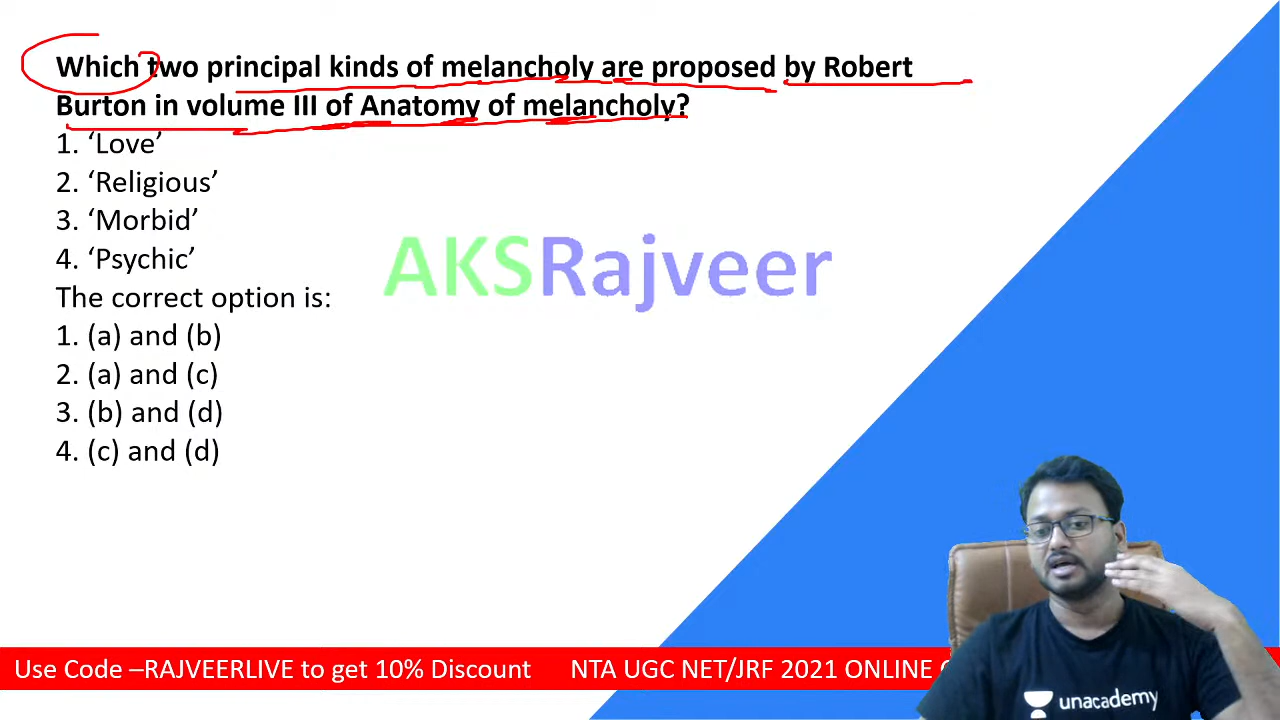 Which two principal kinds of melancholy are proposed by Robert
Burton in volume III of Anatomy of melancholy?
1. ‘Love’
2. ‘Religious’
3. ‘Morbid’
4. ‘Psychic’
The correct option is:
1. (a) and (b)
2. (a) and (c)
3. (b) and (d)
4. (c) and (d)
AKSRajveer
Use Code –RAJVEERLIVE to get 10% Discount NTA UGC NET/JRF 2021 ONLINE
unacademy